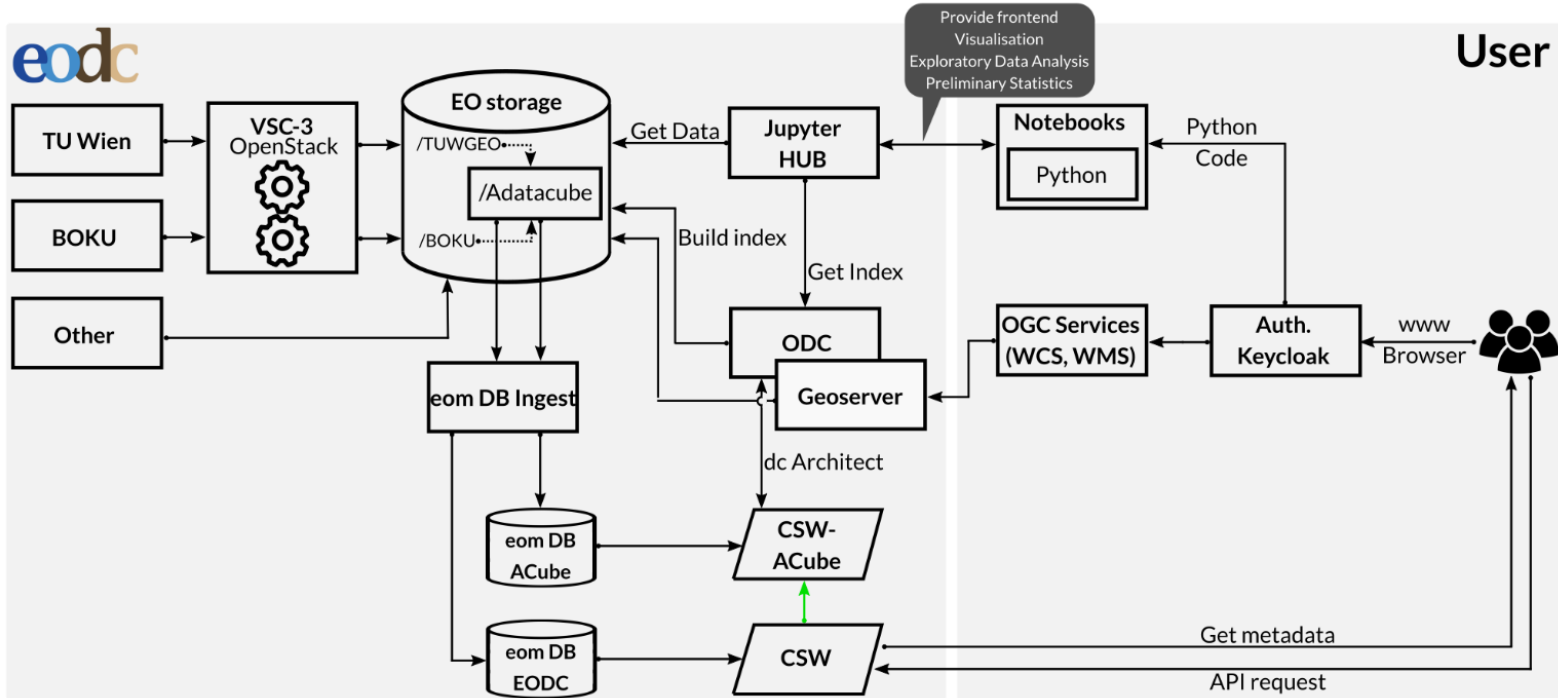 Provide frontend
Visualisation
Exploratory Data Analysis
Preliminary Statistics
eodc
User
TU Wien
BOKU
Other
VSC-3
OpenStack
EO storage
/TUWGEO
/Adatacube
/BOKU
Get Data
Build index
Jupyter
HUB
Get Index
Notebooks
Python
Python
Code
ODC
Geoserver
OGC Services
(WCS, WMS)
Auth.
Keycloak
www
Browser
eom DB Ingest
dc Architect
eom DB
ACube
CSW-
ACube
eom DB
EODC
CSW
Get metadata
API request